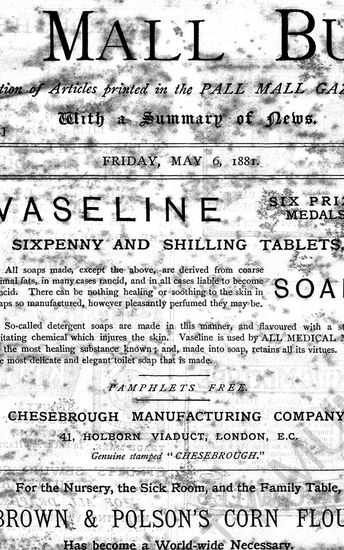 MALL BU
tion of Articles printed in the PALL MALL GAZ
With a Summary of News.
]
FRIDAY, MAY 6, 1881.
VASELINE
SIX PRIZ
MEDALS
SIXPENNY AND SHILLING TABLETS.
SOAP
All soaps made, except the above, are derived from coarse
imal fats, in many cases rancid, and in all cases liable to become
ncid. There can be nothing healing or soothing to the skin in
aps so manufactured, however pleasantly perfumed they may be.
So-called detergent soaps are made in this manner, and flavoured with a st
itating chemical which injures the skin. Vaseline is used by ALL MEDICAL M
the most healing substance known; and, made into soap, retains all its virtues.
e most delicate and elegant toilet soap that is made.
PAMPHLETS FREE.
CHESEBROUGH MANUFACTURING COMPANY
41, HOLBORN VIADUCT, LONDON, E.C.
Genuine stamped "CHESEBROUGH."
For the Nursery, the Sick Room, and the Family Table,
BROWN & POLSON'S CORN FLOU
Has become a World-wide Necessary.